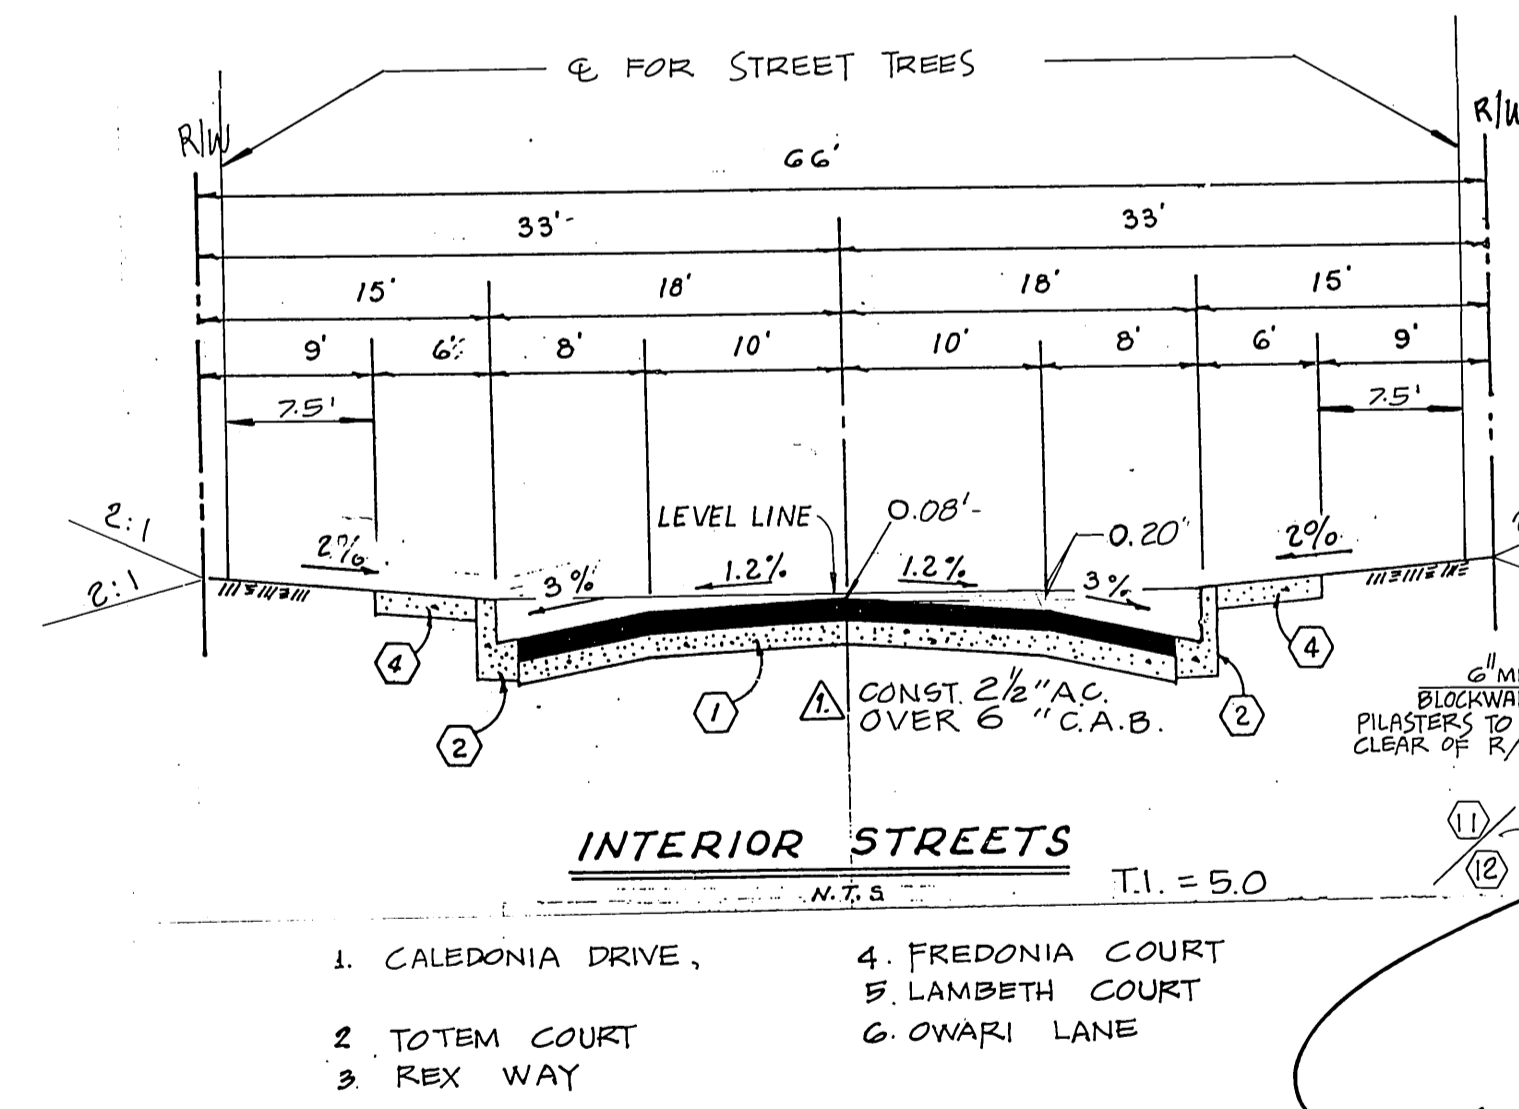 ℄ FOR STREET TREES
R/W
R/W
66'
33'
33'
15' 18' 18' 15'
9' 6' 8' 10' 10' 8' 6' 9'
7.5' 7.5'
2:1
2:1
2%
LEVEL LINE
0.08'
0.20'
2%
3%
1.2%
1.2%
3%
4
4
1
2
2
1. CONST. 2½" A.C.
OVER 6" C.A.B.
BLOCKWA
PILASTERS TO
CLEAR OF R/
11
12
INTERIOR STREETS
N.T.S
T.I. = 5.0
1. CALEDONIA DRIVE,
2 TOTEM COURT
3. REX WAY
4. FREDONIA COURT
5. LAMBETH COURT
6. OWARI LANE